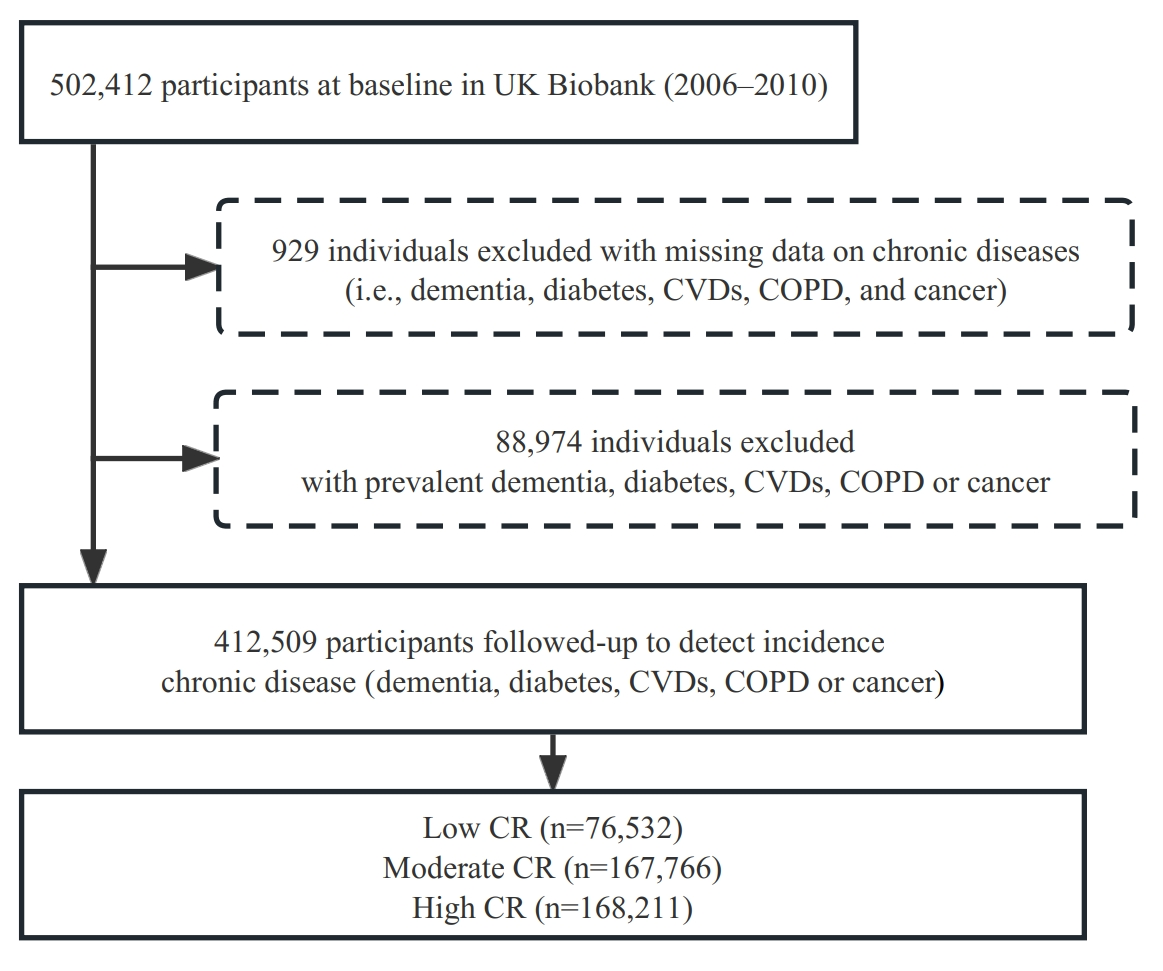 502,412 participants at baseline in UK Biobank (2006–2010)
929 individuals excluded with missing data on chronic diseases
(i.e., dementia, diabetes, CVDs, COPD, and cancer)
88,974 individuals excluded
with prevalent dementia, diabetes, CVDs, COPD or cancer
412,509 participants followed-up to detect incidence
chronic disease (dementia, diabetes, CVDs, COPD or cancer)
Low CR (n=76,532)
Moderate CR (n=167,766)
High CR (n=168,211)